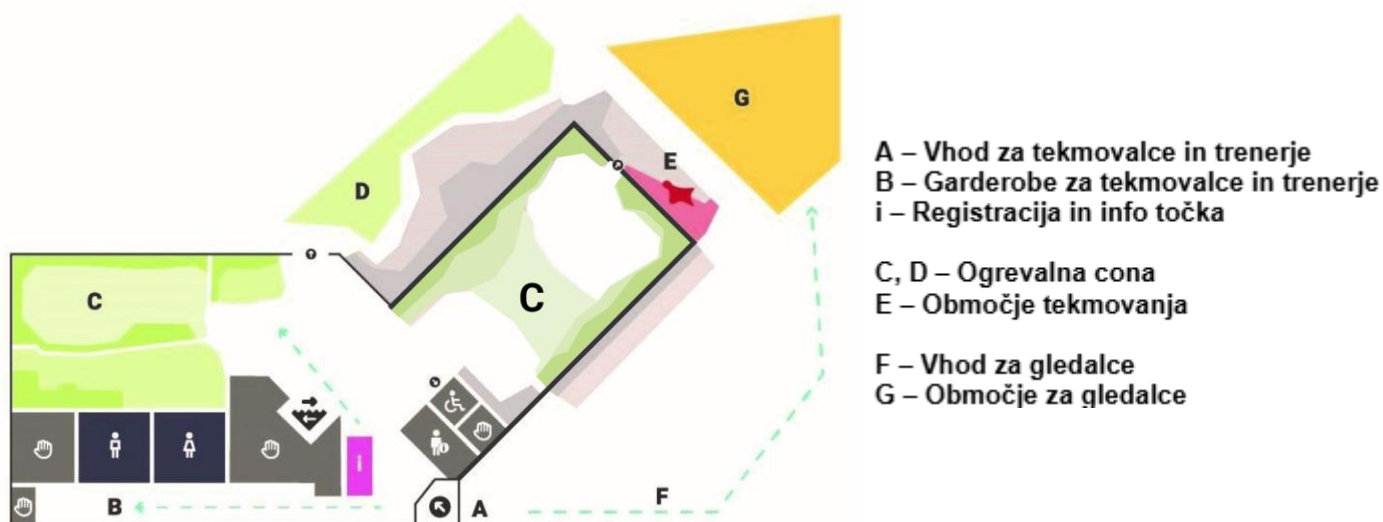 G
E
D
C
C
i
B
A
F
A – Vhod za tekmovalce in trenerje
B – Garderobe za tekmovalce in trenerje
i – Registracija in info točka
C, D – Ogrevalna cona
E – Območje tekmovanja
F – Vhod za gledalce
G – Območje za gledalce